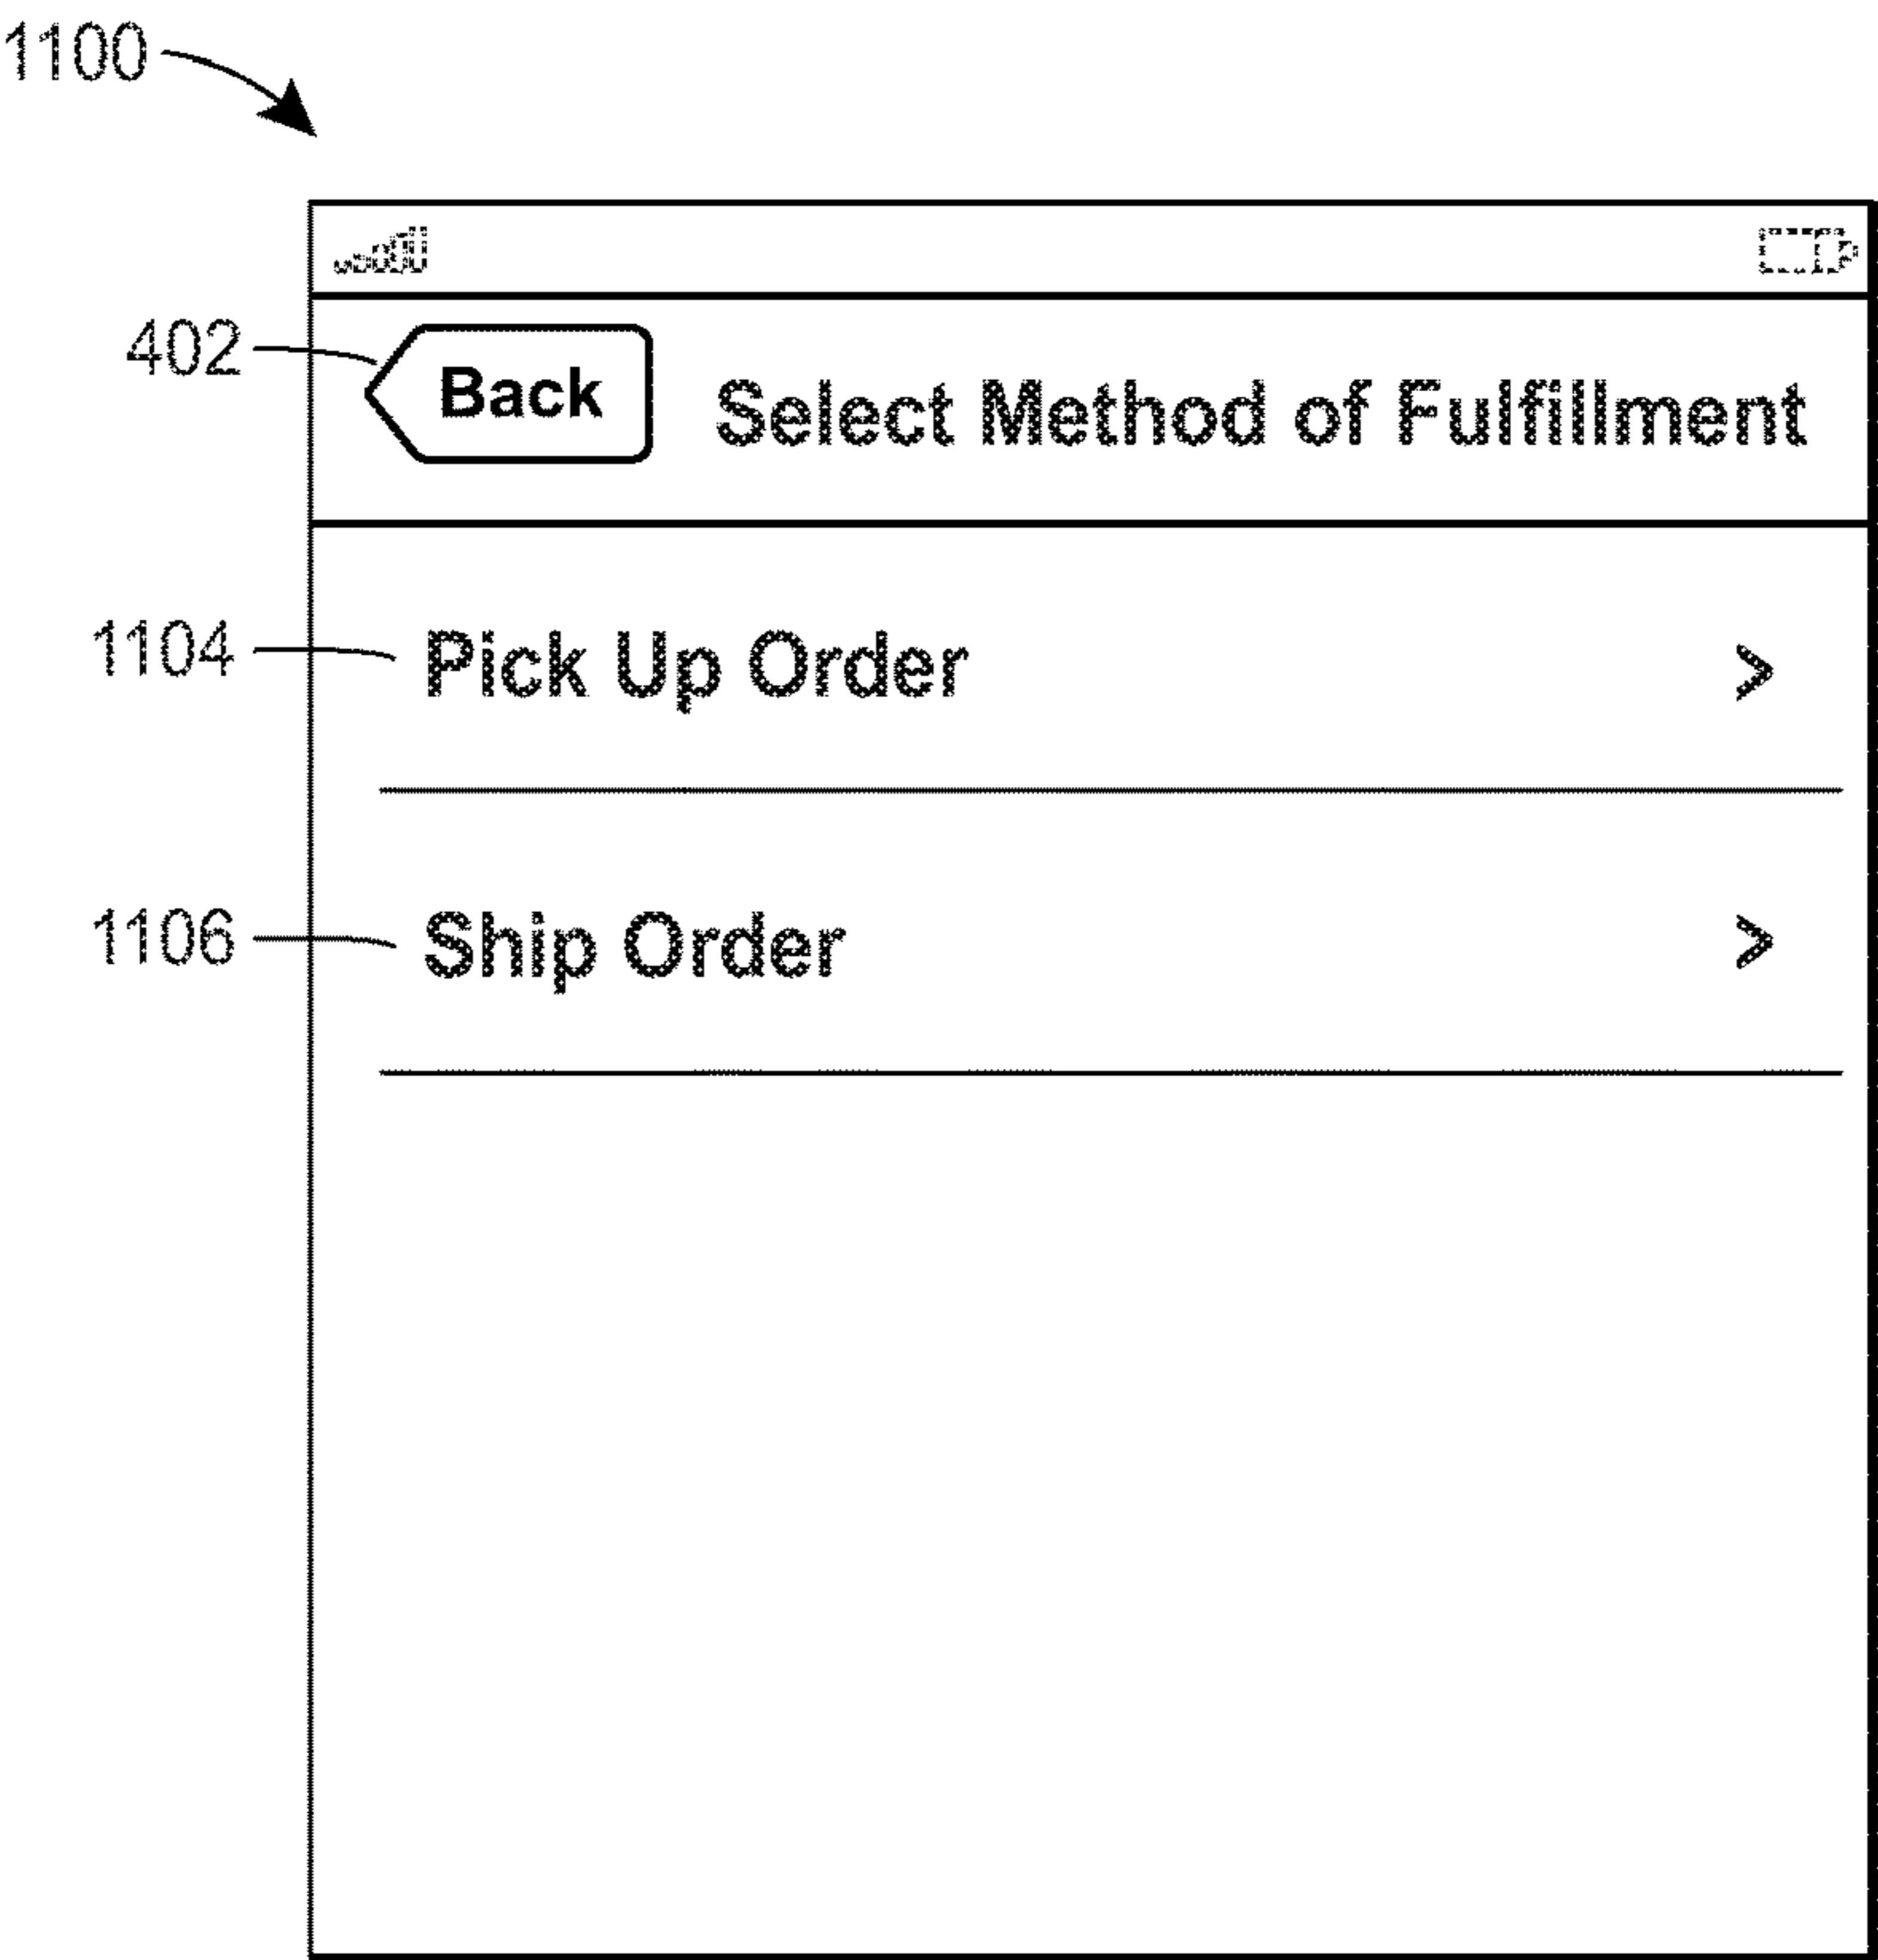 1100
402 Back Select Method of Fulfillment
1104 Pick Up Order >
1106 Ship Order >